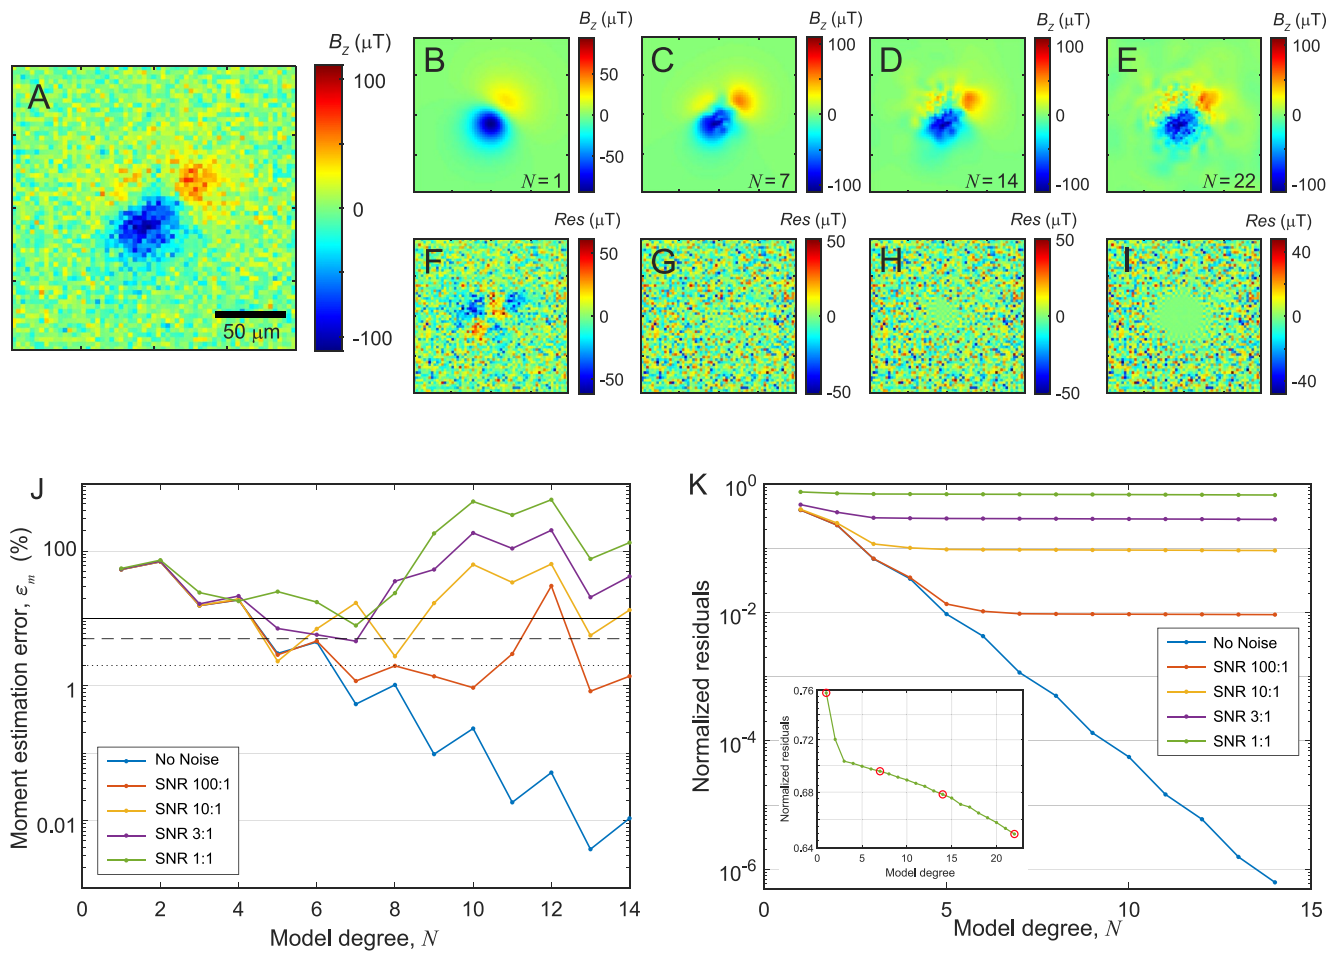 A
B_Z (μT)
100
0
-100
50 μm
B
N = 1
B_Z (μT)
50
0
-50
C
N = 7
B_Z (μT)
100
0
-100
D
N = 14
B_Z (μT)
100
50
0
-50
-100
E
N = 22
B_Z (μT)
100
50
0
-50
-100
F
Res (μT)
50
0
-50
G
Res (μT)
50
0
-50
H
Res (μT)
50
0
-50
I
Res (μT)
40
20
0
-20
-40
J
Moment estimation error, ε_m (%)
100
1
0.01
No Noise
SNR 100:1
SNR 10:1
SNR 3:1
SNR 1:1
0 2 4 6 8 10 12 14
Model degree, N
K
Normalized residuals
10^0
10^-2
10^-4
10^-6
No Noise
SNR 100:1
SNR 10:1
SNR 3:1
SNR 1:1
Normalized residuals
0.76
0.72
0.68
0.64
0 5 10 15 20
Model degree
0 5 10 15
Model degree, N